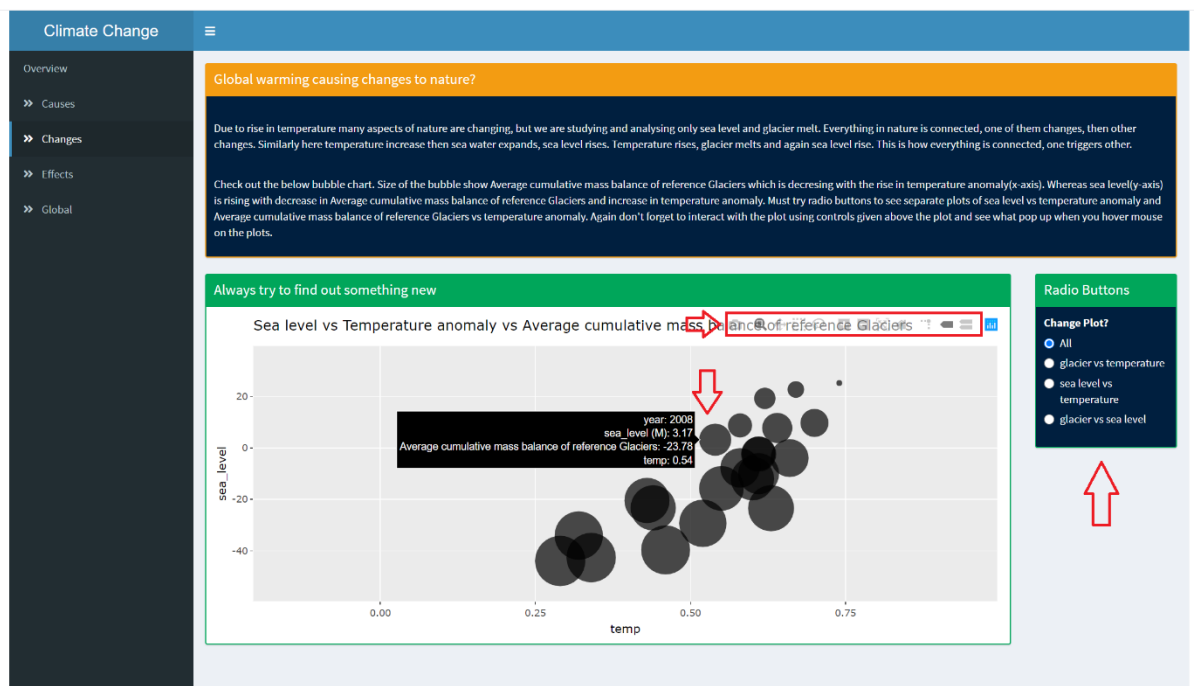 Climate Change
Overview
Causes
Changes
Effects
Global
Global warming causing changes to nature?
Due to rise in temperature many aspects of nature are changing, but we are studying and analysing only sea level and glacier melt. Everything in nature is connected, one of them changes, then other
changes. Similarly here temperature increase then sea water expands, sea level rises. Temperature rises, glacier melts and again sea level rise. This is how everything is connected, one triggers other.
Check out the below bubble chart. Size of the bubble show Average cumulative mass balance of reference Glaciers which is decresing with the rise in temperature anomaly(x-axis). Whereas sea level(y-axis)
is rising with decrease in Average cumulative mass balance of reference Glaciers and increase in temperature anomaly. Must try radio buttons to see separate plots of sea level vs temperature anomaly and
Average cumulative mass balance of reference Glaciers vs temperature anomaly. Again don't forget to interact with the plot using controls given above the plot and see what pop up when you hover mouse
on the plots.
Always try to find out something new
Sea level vs Temperature anomaly vs Average cumulative mass balance of reference Glaciers
20
0
-20
-40
sea_level
year: 2008
sea_level (M): 3.17
Average cumulative mass balance of reference Glaciers: -23.78
temp: 0.54
0.00
0.25
0.50
0.75
temp
Radio Buttons
Change Plot?
All
glacier vs temperature
sea level vs
temperature
glacier vs sea level